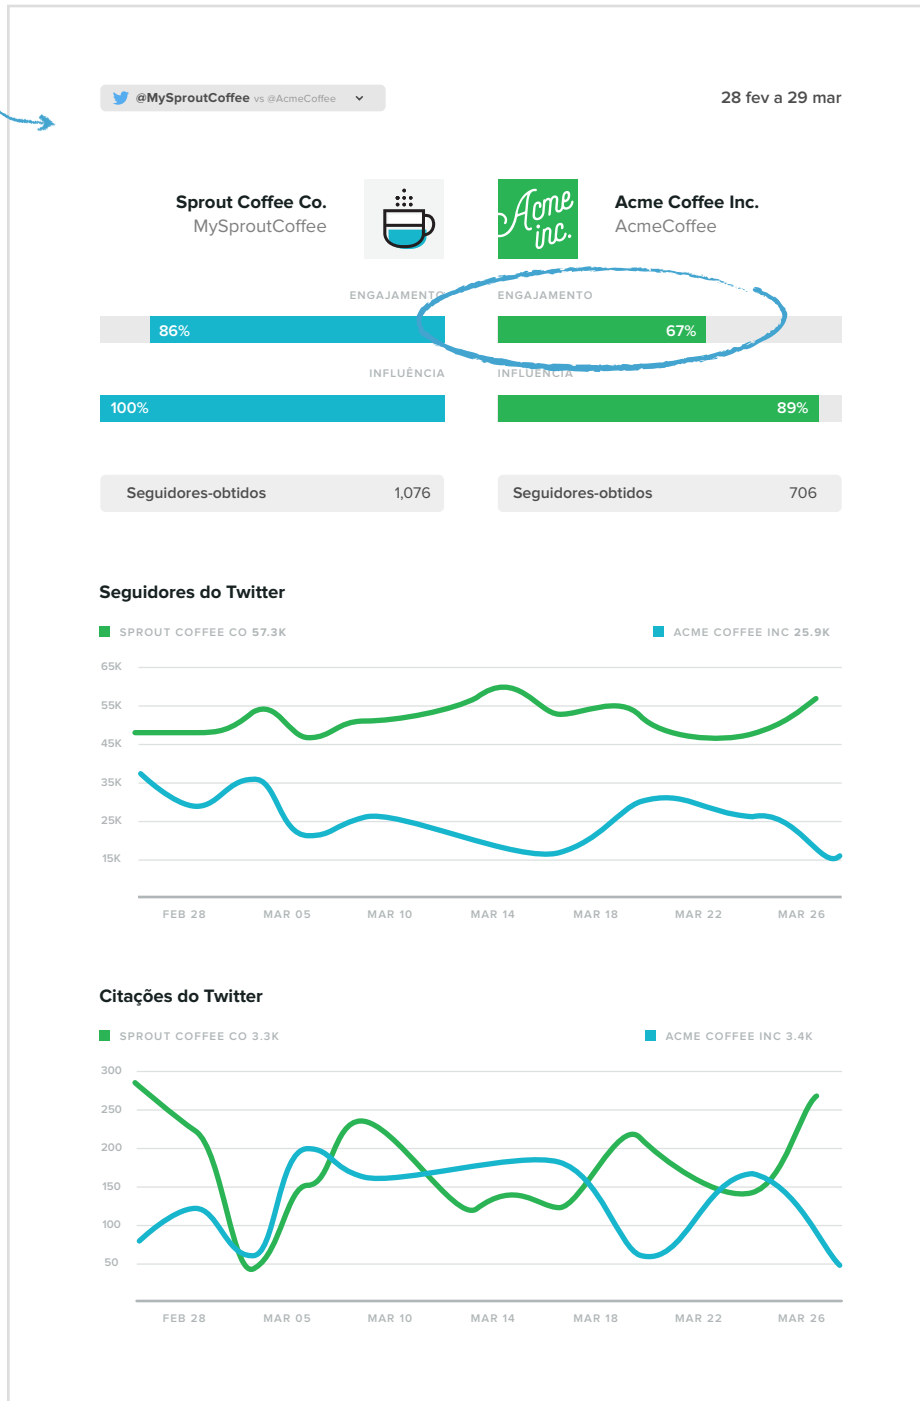 @MySproutCoffee vs @AcmeCoffee
28 fev a 29 mar
Sprout Coffee Co.
MySproutCoffee
Acme inc.
Acme Coffee Inc.
AcmeCoffee
ENGAJAMENTO
ENGAJAMENTO
86%
67%
INFLUÊNCIA
INFLUÊNCIA
100%
89%
Seguidores-obtidos 1,076
Seguidores-obtidos 706
Seguidores do Twitter
SPROUT COFFEE CO 57.3K
ACME COFFEE INC 25.9K
65K
55K
45K
35K
25K
15K
FEB 28 MAR 05 MAR 10 MAR 14 MAR 18 MAR 22 MAR 26
Citações do Twitter
SPROUT COFFEE CO 3.3K
ACME COFFEE INC 3.4K
300
250
200
150
100
50
FEB 28 MAR 05 MAR 10 MAR 14 MAR 18 MAR 22 MAR 26